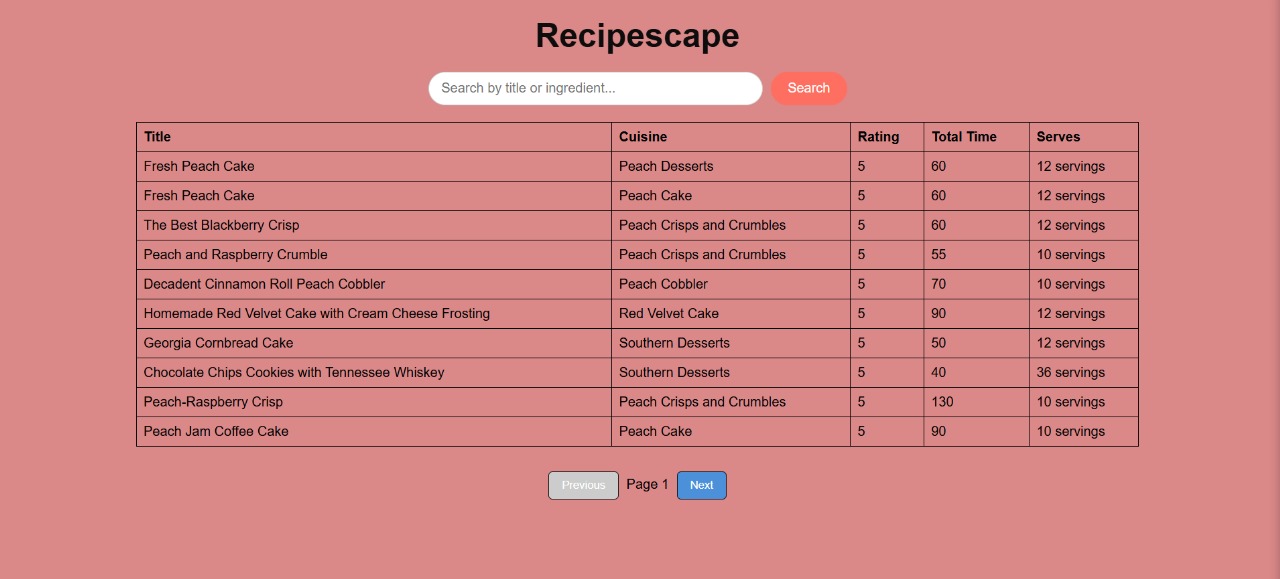 Recipescape
Search by title or ingredient... Search
Title Cuisine Rating Total Time Serves
Fresh Peach Cake Peach Desserts 5 60 12 servings
Fresh Peach Cake Peach Cake 5 60 12 servings
The Best Blackberry Crisp Peach Crisps and Crumbles 5 60 12 servings
Peach and Raspberry Crumble Peach Crisps and Crumbles 5 55 10 servings
Decadent Cinnamon Roll Peach Cobbler Peach Cobbler 5 70 10 servings
Homemade Red Velvet Cake with Cream Cheese Frosting Red Velvet Cake 5 90 12 servings
Georgia Cornbread Cake Southern Desserts 5 50 12 servings
Chocolate Chips Cookies with Tennessee Whiskey Southern Desserts 5 40 36 servings
Peach-Raspberry Crisp Peach Crisps and Crumbles 5 130 10 servings
Peach Jam Coffee Cake Peach Cake 5 90 10 servings
Previous Page 1 Next